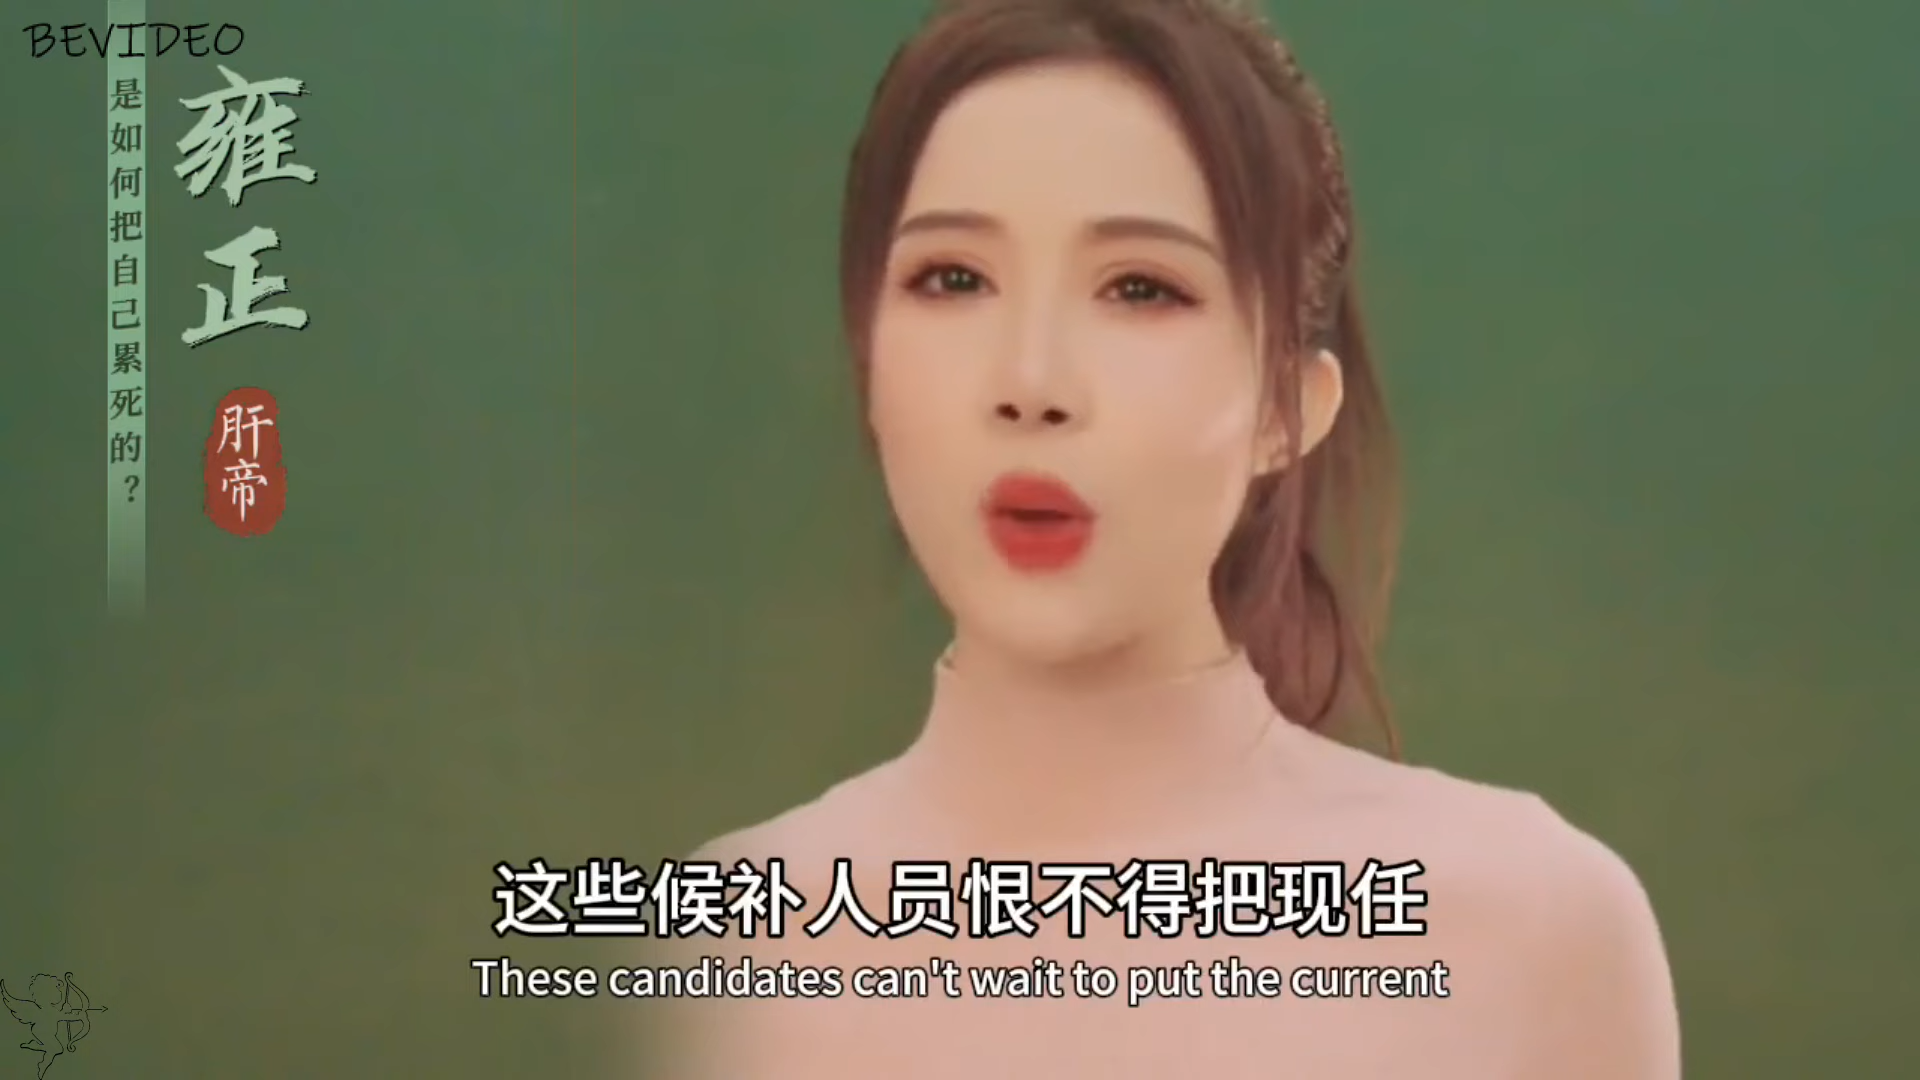 BEVIDEO
是如何把自己累死的？
雍正
肝帝
这些候补人员恨不得把现任
These candidates can't wait to put the current